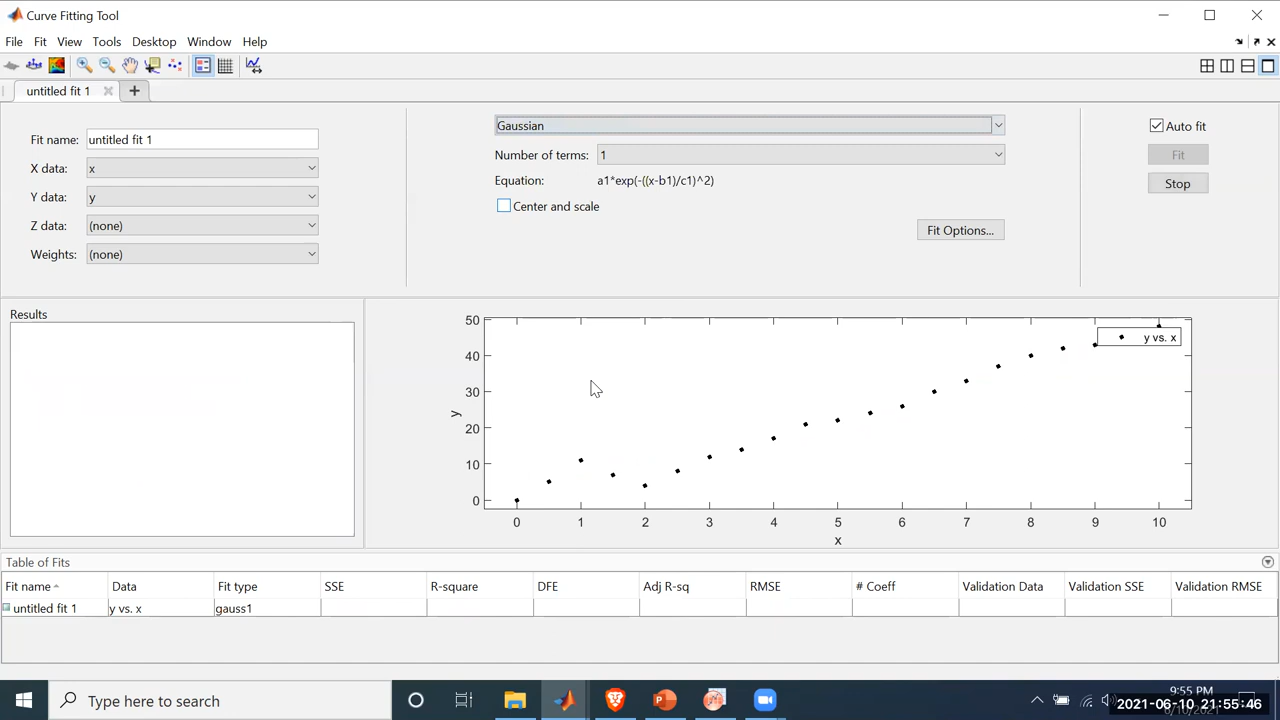 Curve Fitting Tool
File Fit View Tools Desktop Window Help
untitled fit 1
Fit name: untitled fit 1
X data: x
Y data: y
Z data: (none)
Weights: (none)
Gaussian
Number of terms: 1
Equation: a1*exp(-((x-b1)/c1)^2)
Center and scale
Fit Options...
Auto fit
Fit
Stop
Results
50
40
30
20
10
0
y
0 1 2 3 4 5 6 7 8 9 10
x
y vs. x
Table of Fits
Fit name Data Fit type SSE R-square DFE Adj R-sq RMSE # Coeff Validation Data Validation SSE Validation RMSE
untitled fit 1 y vs. x gauss1
Type here to search
9:55 PM
2021-06-10 21:55:46